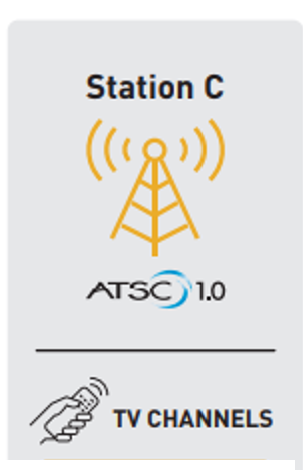 Station C
ATSC 1.0
TV CHANNELS